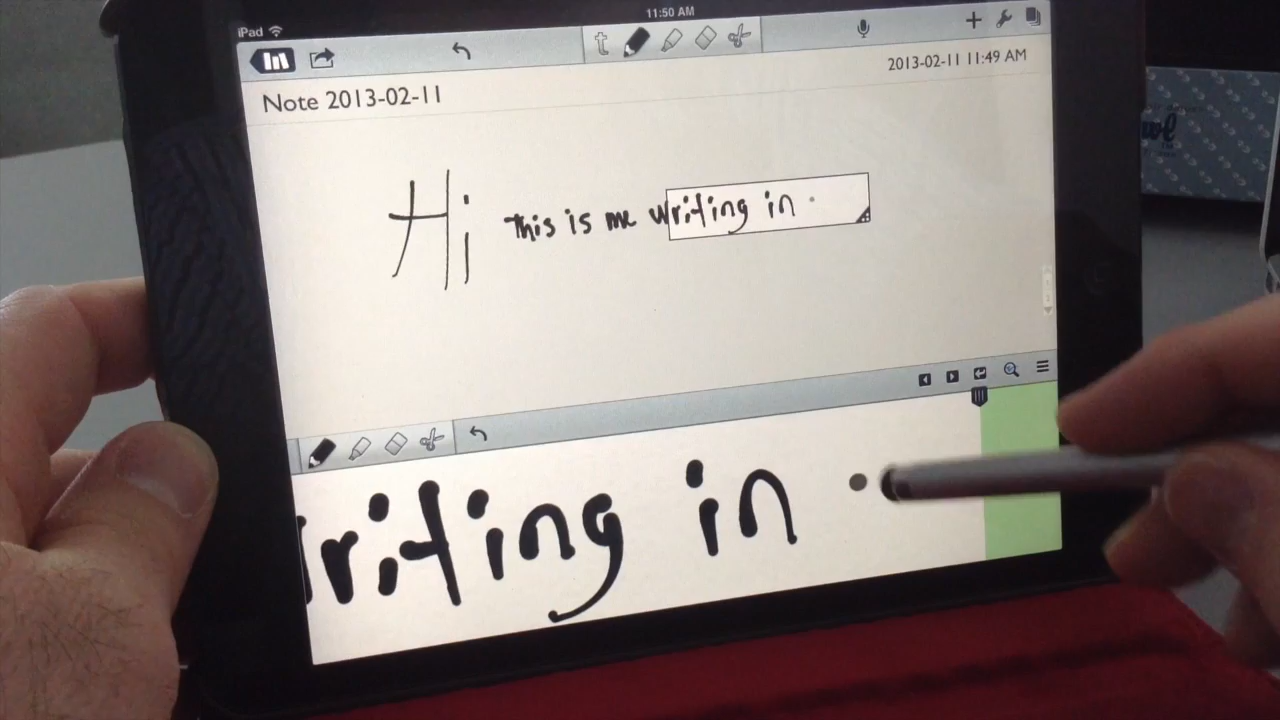 11:50 AM
iPad
t
2013-02-11 11:49 AM
Note 2013-02-11
Hi This is me writing in
writing in